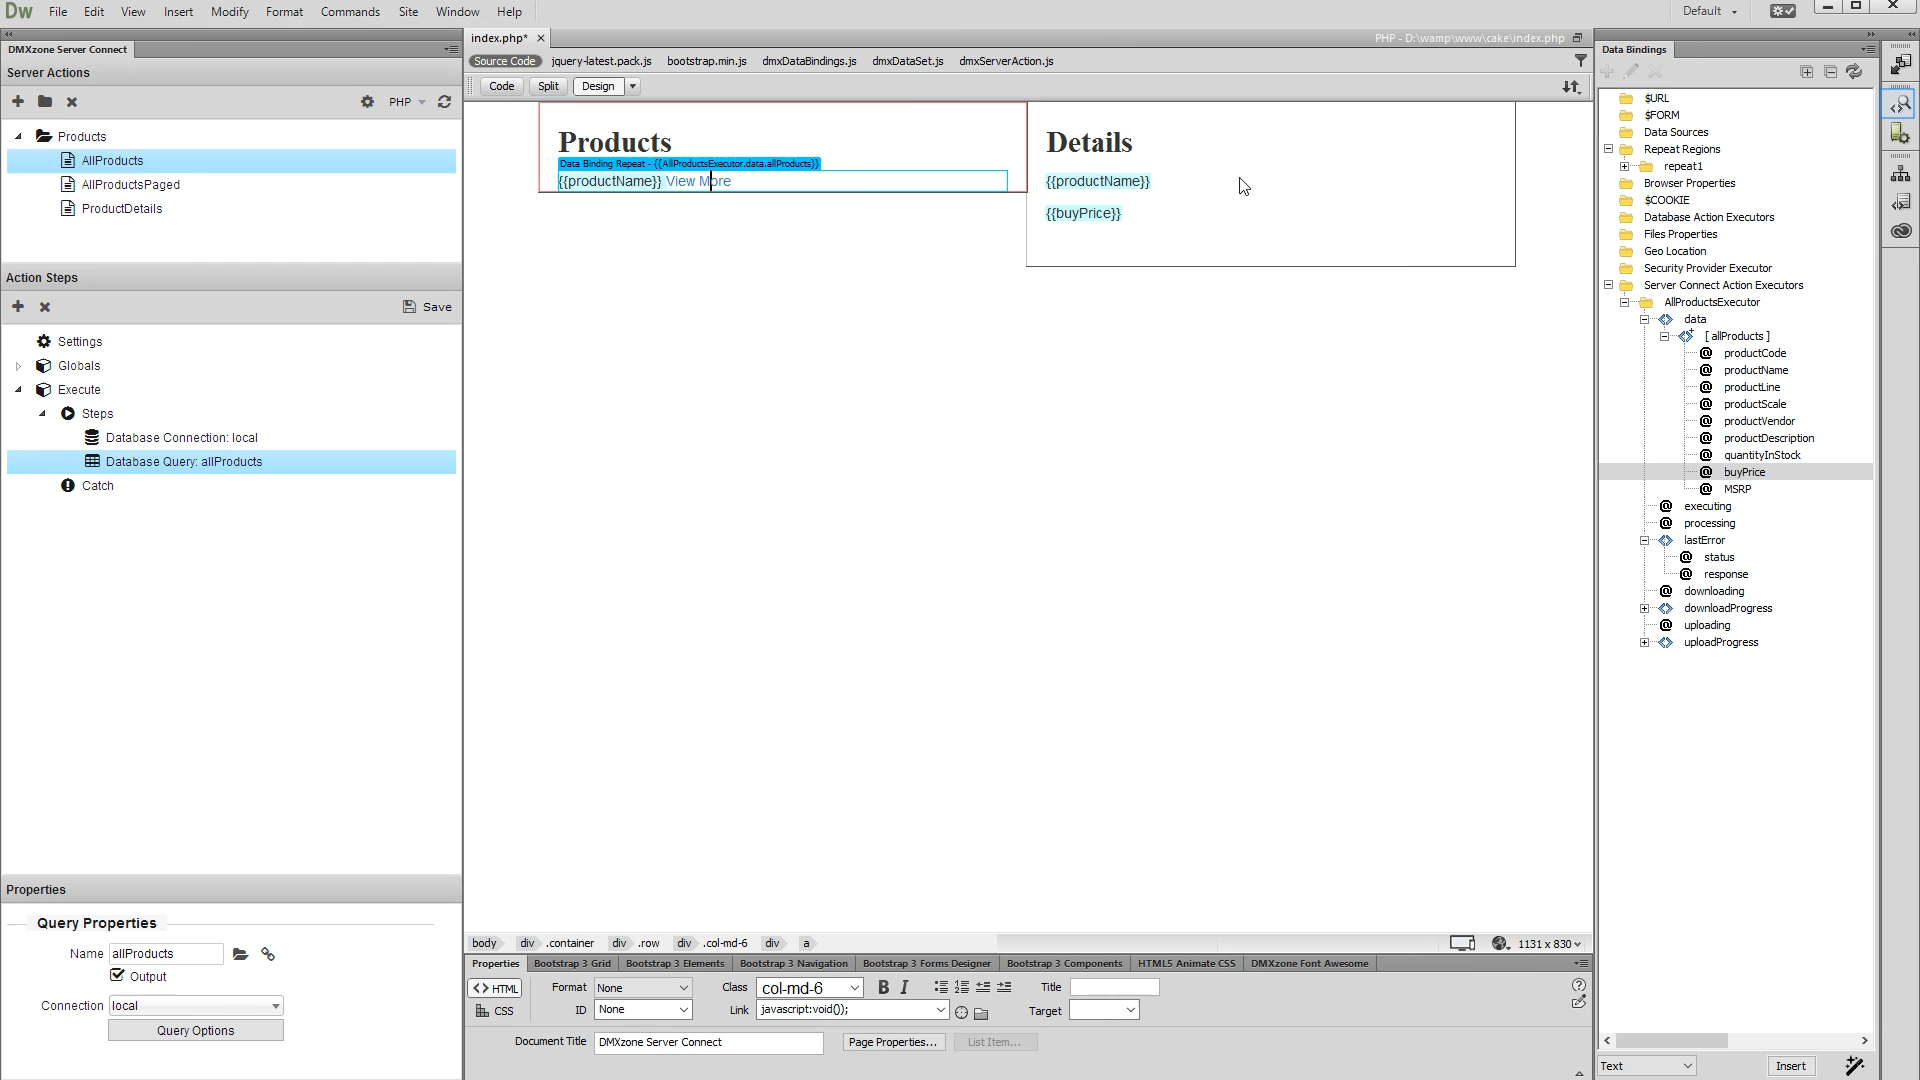 Dw File Edit View Insert Modify Format Commands Site Window Help Default
DMXzone Server Connect
Server Actions
PHP
Products
AllProducts
AllProductsPaged
ProductDetails
Action Steps
Save
Settings
Globals
Execute
Steps
Database Connection: local
Database Query: allProducts
Catch
Properties
Query Properties
Name allProducts
Output
Connection local
Query Options
index.php*
PHP - D:\wamp\www\cake\index.php
Source Code jquery-latest.pack.js bootstrap.min.js dmxDataBindings.js dmxDataSet.js dmxServerAction.js
Code Split Design
Products
Data Binding Repeat - {{AllProductsExecutor.data.allProducts}}
{{productName}} View More
Details
{{productName}}
{{buyPrice}}
body div .container div .row div .col-md-6 div a
1131 x 830
Properties Bootstrap 3 Grid Bootstrap 3 Elements Bootstrap 3 Navigation Bootstrap 3 Forms Designer Bootstrap 3 Components HTML5 Animate CSS DMXzone Font Awesome
<> HTML Format None Class col-md-6 B I Title
CSS ID None Link javascript:void(); Target
Document Title DMXzone Server Connect Page Properties... List Item...
Data Bindings
$URL
$FORM
Data Sources
Repeat Regions
repeat1
Browser Properties
$COOKIE
Database Action Executors
Files Properties
Geo Location
Security Provider Executor
Server Connect Action Executors
AllProductsExecutor
data
[ allProducts ]
productCode
productName
productLine
productScale
productVendor
productDescription
quantityInStock
buyPrice
MSRP
executing
processing
lastError
status
response
downloading
downloadProgress
uploading
uploadProgress
Text Insert